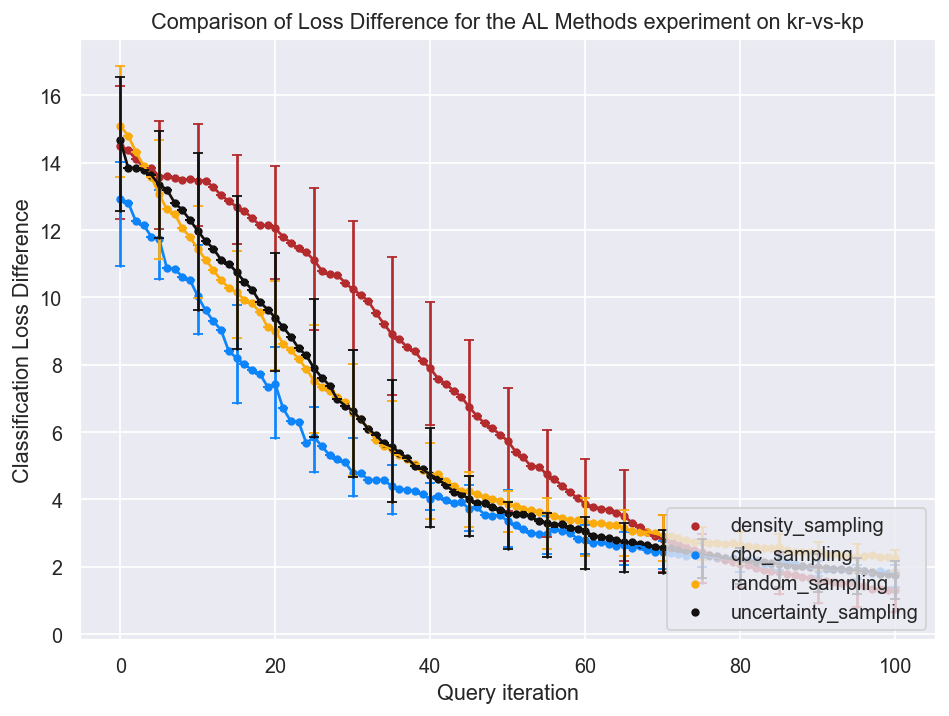 Comparison of Loss Difference for the AL Methods experiment on kr-vs-kp
Classification Loss Difference
16
14
12
10
8
6
4
2
0
density_sampling
qbc_sampling
random_sampling
uncertainty_sampling
0 20 40 60 80 100
Query iteration